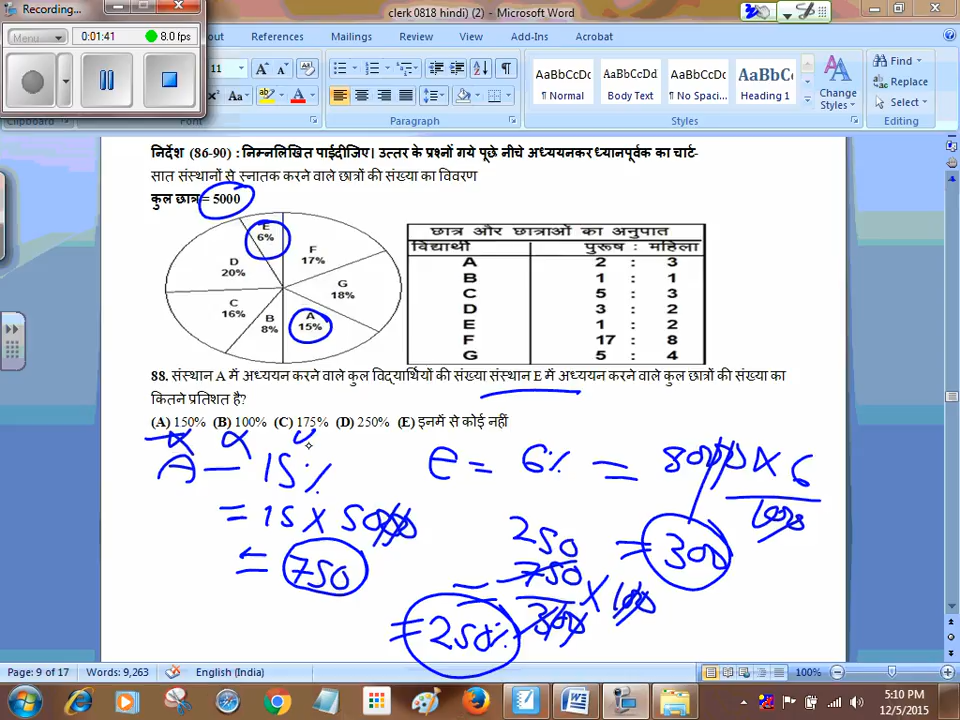 Recording...
clerk 0818 hindi) (2) - Microsoft Word
Menu 0:01:41 8.0 fps
out References Mailings Review View Add-Ins Acrobat
11
Aa
AaBbCcDc AaBbCcDc AaBbCcDc AaBbCc
¶ Normal Body Text ¶ No Spaci... Heading 1
Change Styles
Find
Replace
Select
Paragraph Styles Editing
निर्देश (86-90) : निम्नलिखित पाईदीजिए। उत्तर के प्रश्नों गये पूछे नीचे अध्ययनकर ध्यानपूर्वक का चार्ट-
सात संस्थानों से स्नातक करने वाले छात्रों की संख्या का विवरण
कुल छात्र = 5000
E
6%
F
17%
D
20%
G
18%
C
16%
B
8%
A
15%
छात्र और छात्राओं का अनुपात
विद्यार्थी पुरूष : महिला
A 2 : 3
B 1 : 1
C 5 : 3
D 3 : 2
E 1 : 2
F 17 : 8
G 5 : 4
88. संस्थान A में अध्ययन करने वाले कुल विद्यार्थियों की संख्या संस्थान E में अध्ययन करने वाले कुल छात्रों की संख्या का
कितने प्रतिशत है?
(A) 150% (B) 100% (C) 175% (D) 250% (E) इनमें से कोई नहीं
A — 15%
E = 6% =
X 6
= 15 X 5000
= 750
= 300
250
= 750
300 X 100
= 250%
Page: 9 of 17 Words: 9,263 English (India) 100%
5:10 PM
12/5/2015